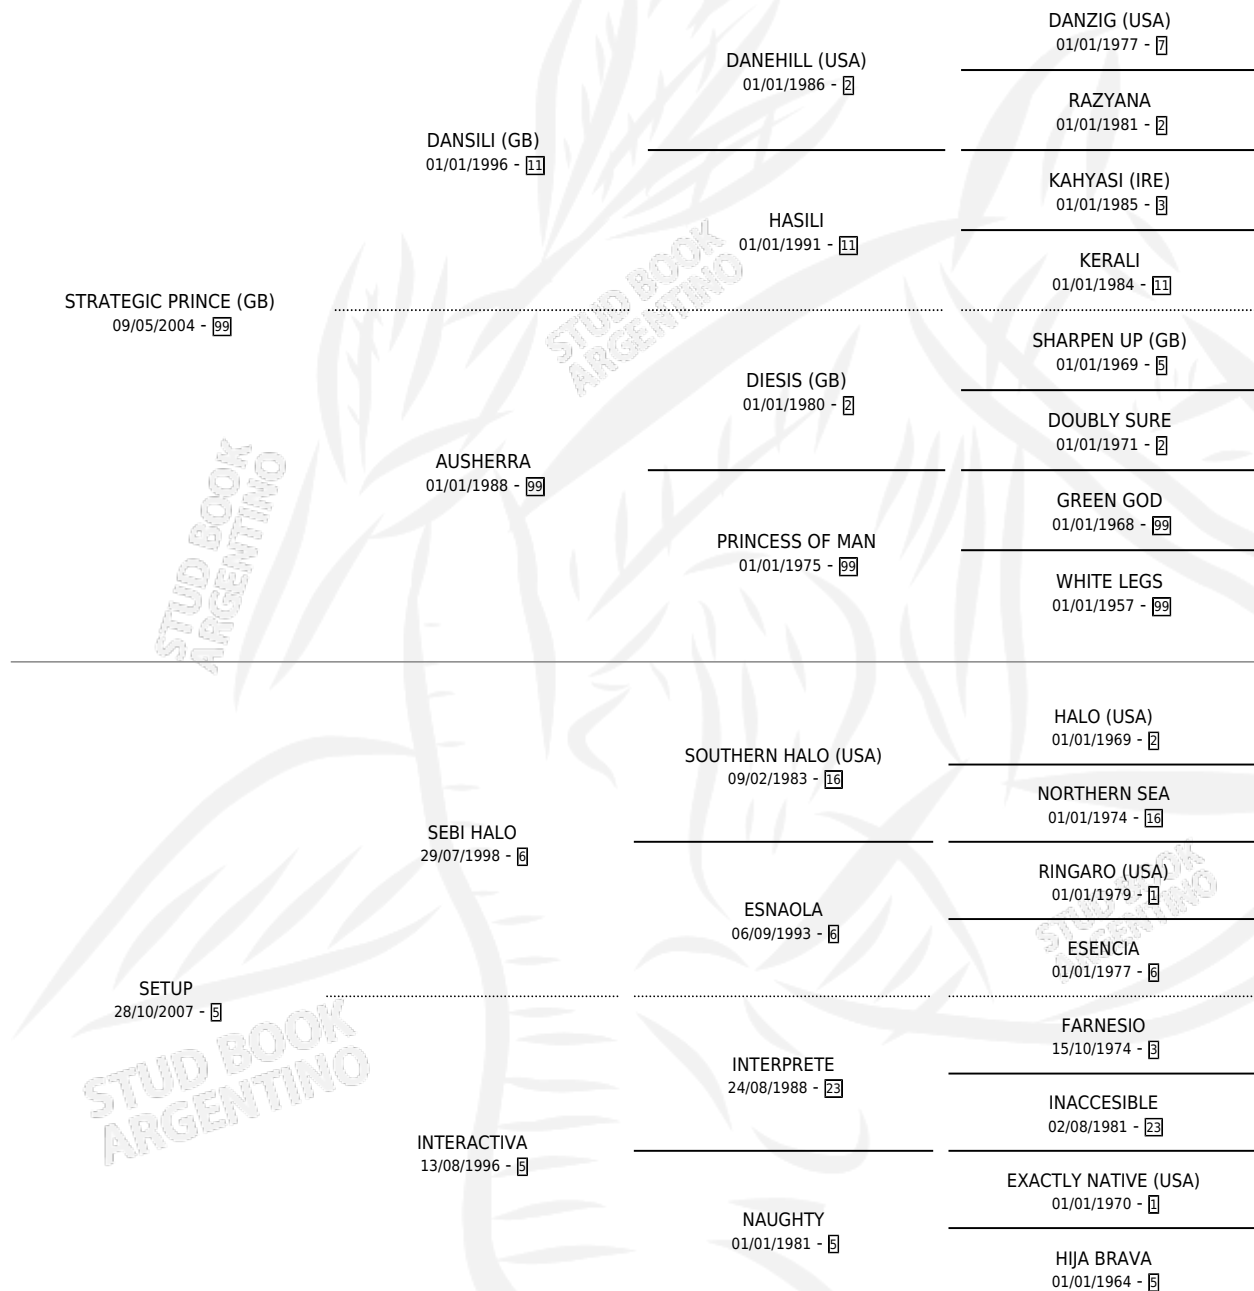 DANZIG (USA)
01/01/1977 - 7
DANEHILL (USA)
01/01/1986 - 2
RAZYANA
01/01/1981 - 2
DANSILI (GB)
01/01/1996 - 11
KAHYASI (IRE)
01/01/1985 - 3
HASILI
01/01/1991 - 11
KERALI
01/01/1984 - 11
STRATEGIC PRINCE (GB)
09/05/2004 - 99
STUD BOOK
ARGENTINO
SHARPEN UP (GB)
01/01/1969 - 5
DIESIS (GB)
01/01/1980 - 2
DOUBLY SURE
01/01/1971 - 2
AUSHERRA
01/01/1988 - 99
GREEN GOD
01/01/1968 - 99
PRINCESS OF MAN
01/01/1975 - 99
WHITE LEGS
01/01/1957 - 99
STUD BOOK
ARGENTINO
HALO (USA)
01/01/1969 - 2
SOUTHERN HALO (USA)
09/02/1983 - 16
NORTHERN SEA
01/01/1974 - 16
SEBI HALO
29/07/1998 - 6
RINGARO (USA)
01/01/1979 - 1
ESNAOLA
06/09/1993 - 6
ESENCIA
01/01/1977 - 6
STUD BOOK
ARGENTINO
SETUP
28/10/2007 - 5
FARNESIO
15/10/1974 - 3
INTERPRETE
24/08/1988 - 23
INACCESIBLE
02/08/1981 - 23
STUD BOOK
ARGENTINO
INTERACTIVA
13/08/1996 - 5
EXACTLY NATIVE (USA)
01/01/1970 - 1
NAUGHTY
01/01/1981 - 5
HIJA BRAVA
01/01/1964 - 5